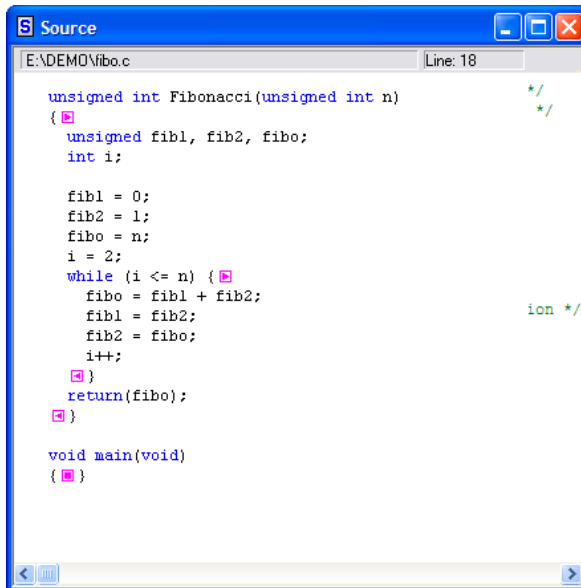 S Source
E:\DEMO\fibo.c Line: 18
unsigned int Fibonacci(unsigned int n) */
{ */
unsigned fib1, fib2, fibo;
int i;
fib1 = 0;
fib2 = 1;
fibo = n;
i = 2;
while (i <= n) {
fibo = fib1 + fib2;
fib1 = fib2; ion */
fib2 = fibo;
i++;
}
return(fibo);
}
void main(void)
{ }